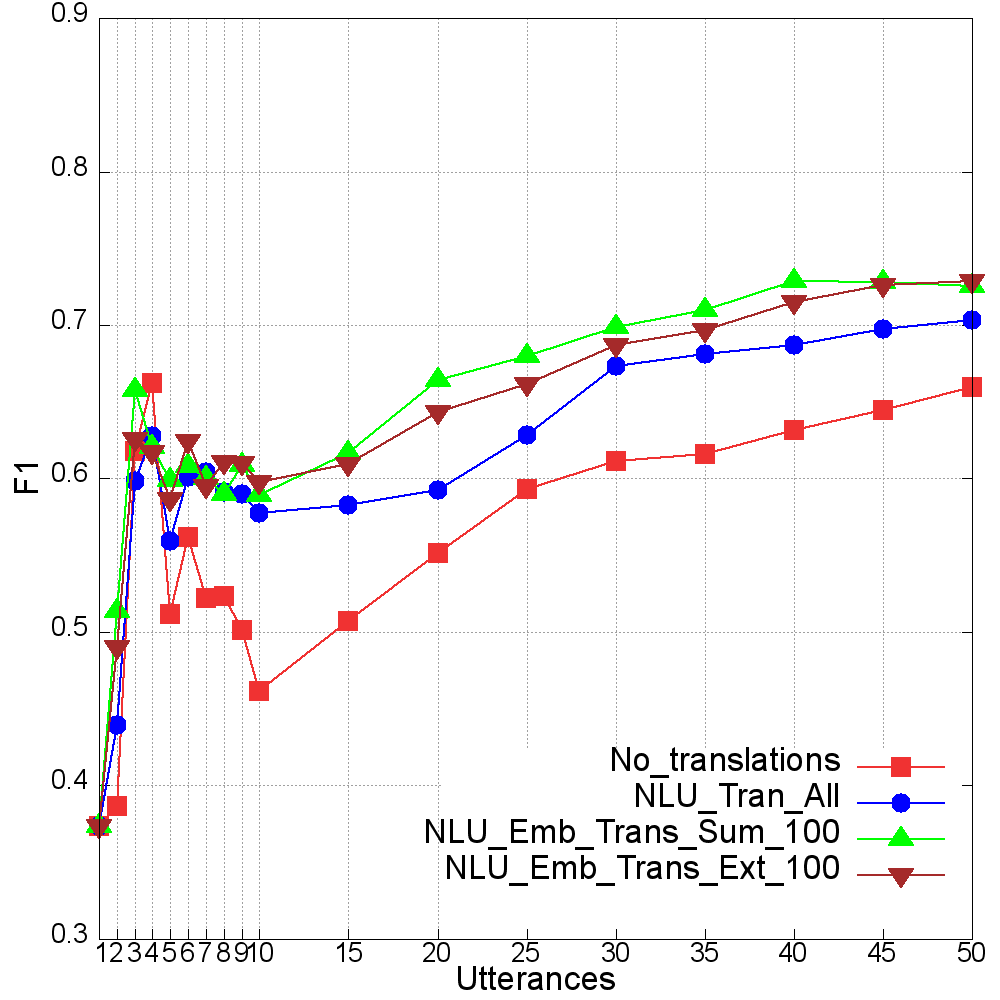 0.9
0.8
0.7
0.6
0.5
0.4
0.3
F1
No_translations
NLU_Tran_All
NLU_Emb_Trans_Sum_100
NLU_Emb_Trans_Ext_100
1 2 3 4 5 6 7 8 9 10 15 20 25 30 35 40 45 50
Utterances